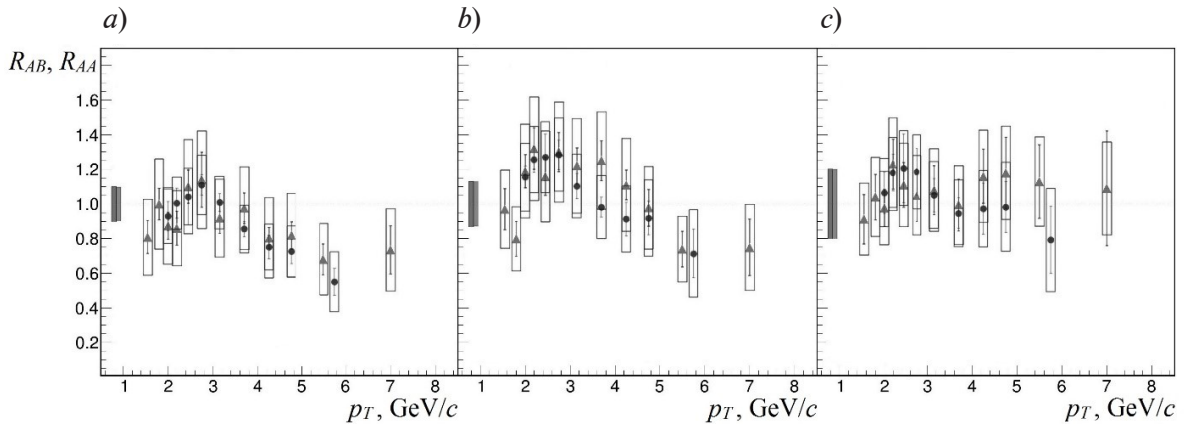 a) b) c)
R_AB, R_AA
1.6
1.4
1.2
1.0
0.8
0.6
0.4
0.2
1 2 3 4 5 6 7 8 1 2 3 4 5 6 7 8 1 2 3 4 5 6 7 8
p_T, GeV/c p_T, GeV/c p_T, GeV/c